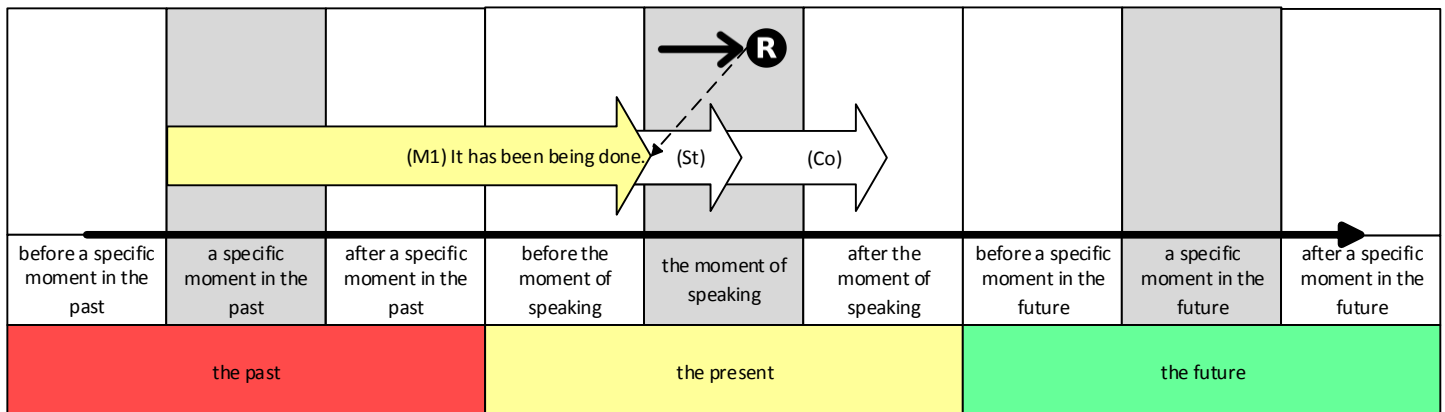 R
(M1) It has been being done.
(St)
(Co)
before a specific
moment in the
past
a specific
moment in the
past
after a specific
moment in the
past
before the
moment of
speaking
the moment of
speaking
after the
moment of
speaking
before a specific
moment in the
future
a specific
moment in the
future
after a specific
moment in the
future
the past
the present
the future